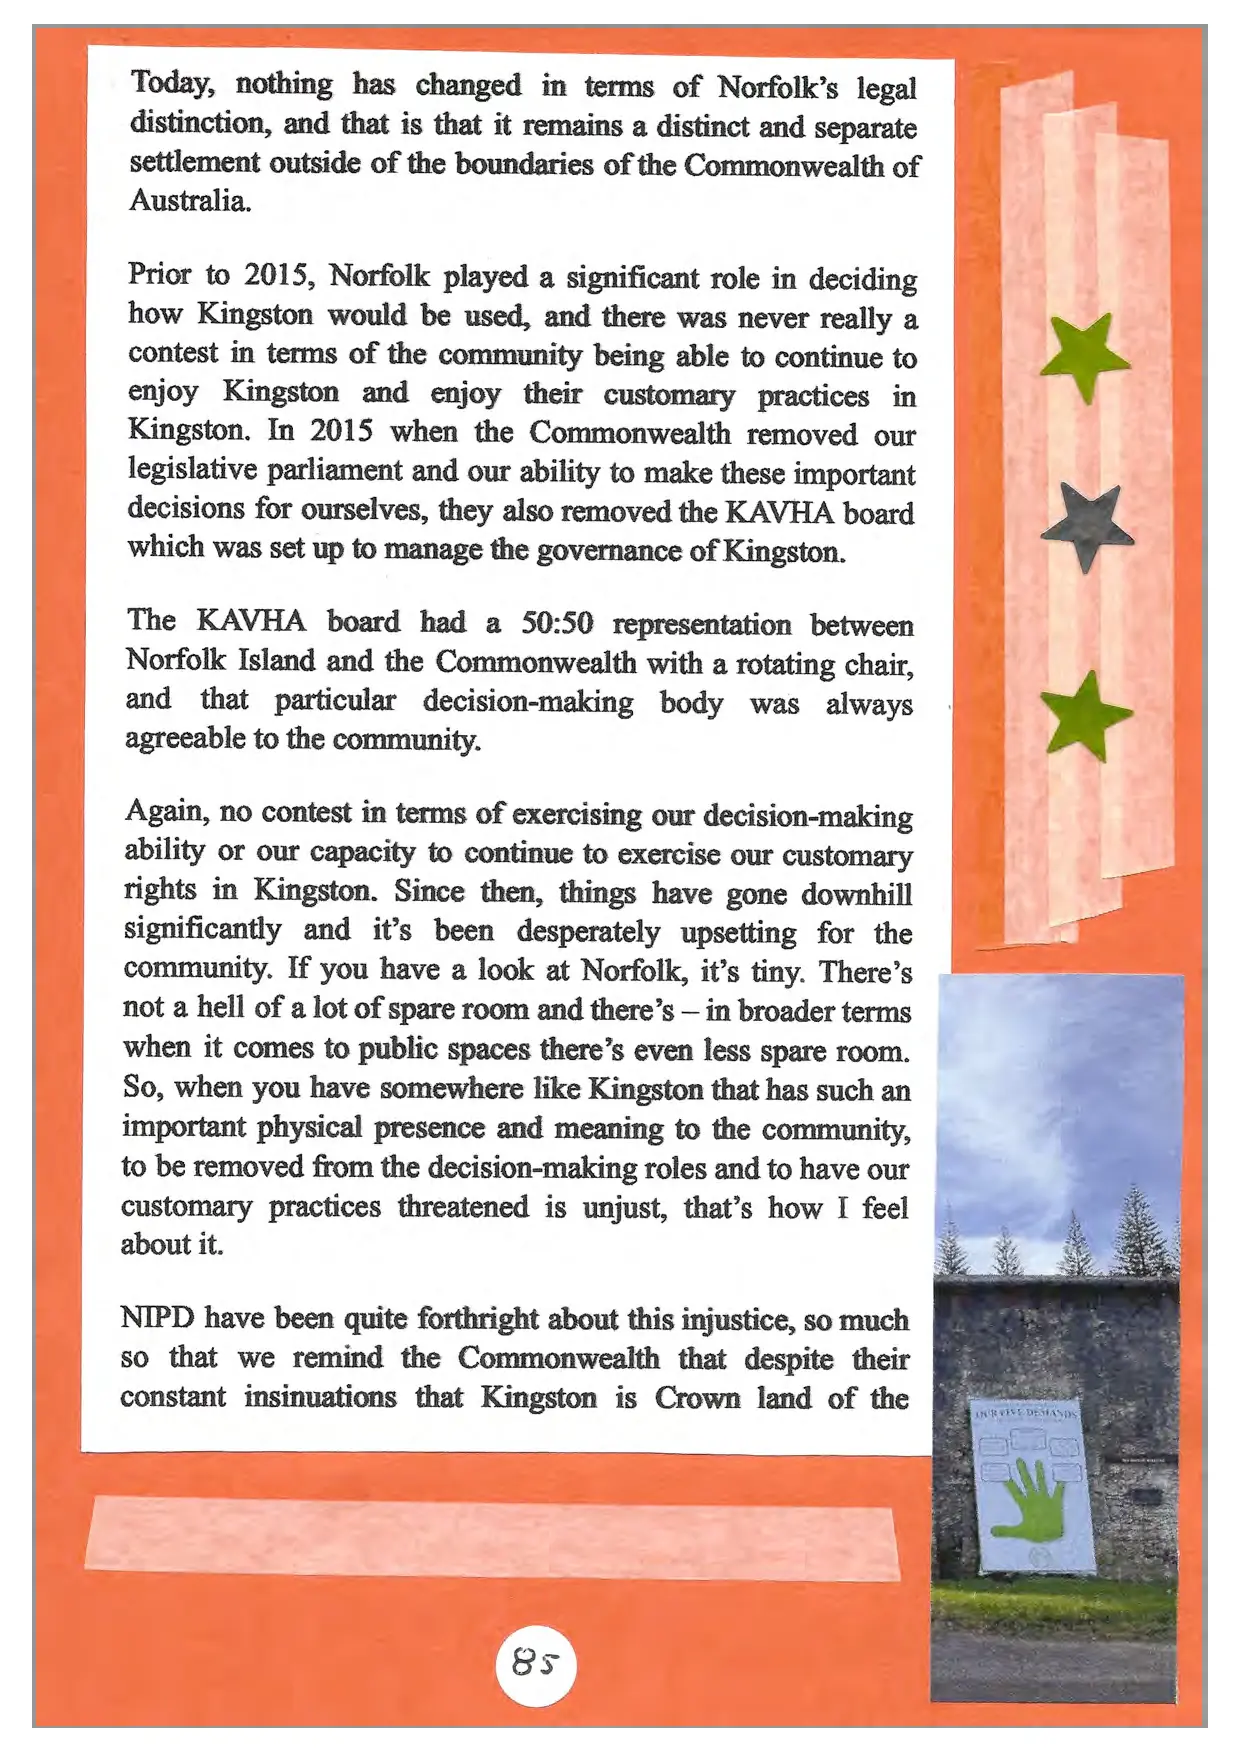 Today, nothing has changed in terms of Norfolk’s legal
distinction, and that is that it remains a distinct and separate
settlement outside of the boundaries of the Commonwealth of
Australia.
Prior to 2015, Norfolk played a significant role in deciding
how Kingston would be used, and there was never really a
contest in terms of the community being able to continue to
enjoy Kingston and enjoy their customary practices in
Kingston. In 2015 when the Commonwealth removed our
legislative parliament and our ability to make these important
decisions for ourselves, they also removed the KAVHA board
which was set up to manage the governance of Kingston.
The KAVHA board had a 50:50 representation between
Norfolk Island and the Commonwealth with a rotating chair,
and that particular decision-making body was always
agreeable to the community.
Again, no contest in terms of exercising our decision-making
ability or our capacity to continue to exercise our customary
rights in Kingston. Since then, things have gone downhill
significantly and it’s been desperately upsetting for the
community. If you have a look at Norfolk, it’s tiny. There’s
not a hell of a lot of spare room and there’s – in broader terms
when it comes to public spaces there’s even less spare room.
So, when you have somewhere like Kingston that has such an
important physical presence and meaning to the community,
to be removed from the decision-making roles and to have our
customary practices threatened is unjust, that’s how I feel
about it.
NIPD have been quite forthright about this injustice, so much
so that we remind the Commonwealth that despite their
constant insinuations that Kingston is Crown land of the
OUR FIVE DEMANDS
85